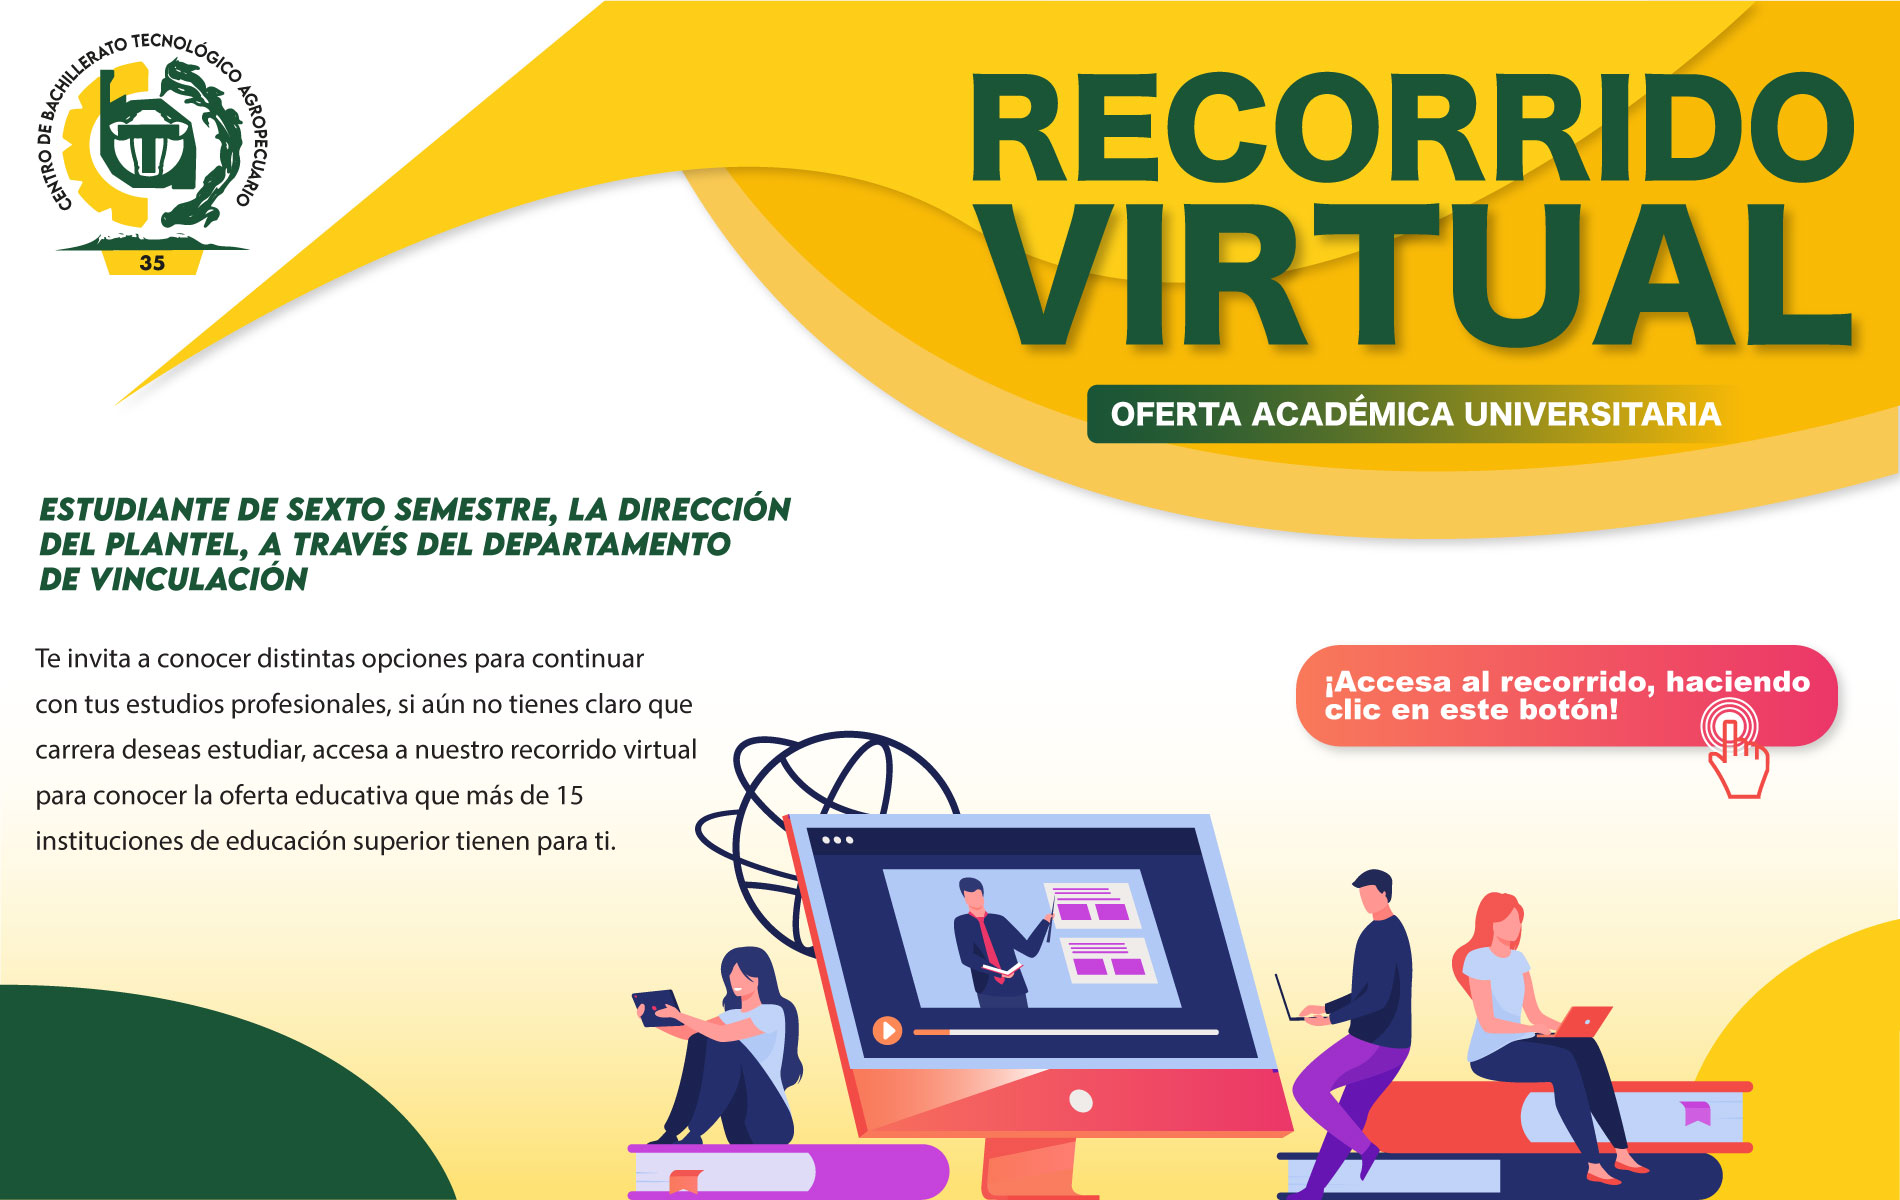 CENTRO DE BACHILLERATO TECNOLÓGICO AGROPECUARIO
35
RECORRIDO
VIRTUAL
OFERTA ACADÉMICA UNIVERSITARIA
ESTUDIANTE DE SEXTO SEMESTRE, LA DIRECCIÓN
DEL PLANTEL, A TRAVÉS DEL DEPARTAMENTO
DE VINCULACIÓN
Te invita a conocer distintas opciones para continuar
con tus estudios profesionales, si aún no tienes claro que
carrera deseas estudiar, accesa a nuestro recorrido virtual
para conocer la oferta educativa que más de 15
instituciones de educación superior tienen para ti.
¡Accesa al recorrido, haciendo
clic en este botón!